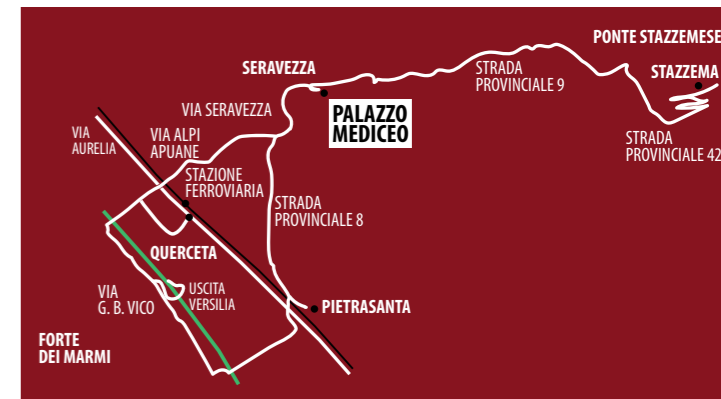 PONTE STAZZEMESE
SERAVEZZA
STRADA
PROVINCIALE 9
STAZZEMA
VIA SERAVEZZA
PALAZZO
MEDICEO
VIA
AURELIA
VIA ALPI
APUANE
STRADA
PROVINCIALE 42
STAZIONE
FERROVIARIA
STRADA
PROVINCIALE 8
QUERCETA
VIA
G. B. VICO
USCITA
VERSILIA
PIETRASANTA
FORTE
DEI MARMI